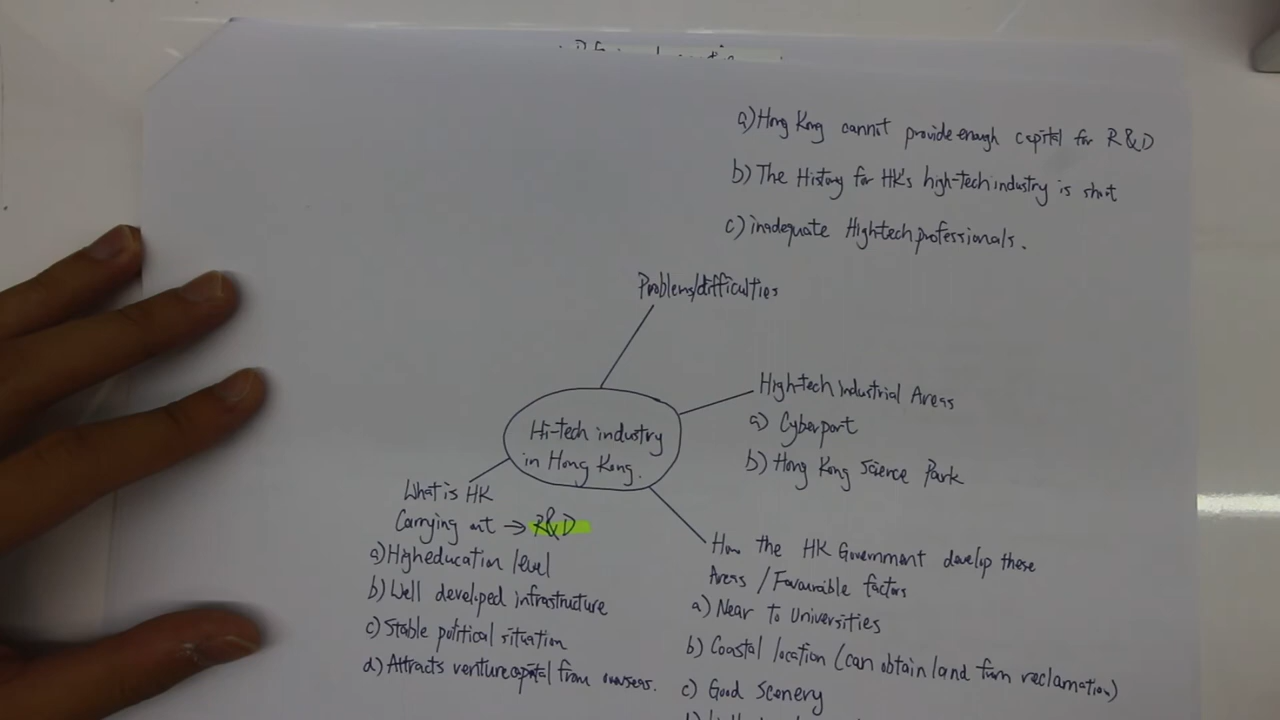 a) Hong Kong cannot provide enough capital for R&D
b) The History for HK's high-tech industry is short
c) inadequate High-tech professionals.
Problems/difficulties
High-tech Industrial Areas
a) Cyberport
b) Hong Kong Science Park
Hi-tech industry
in Hong Kong.
What is HK
Carrying out → R&D
a) High education level
b) Well developed infrastructure
c) Stable political situation
d) Attracts venture capital from overseas.
How the HK Government develop these
Areas / Favourable factors
a) Near to Universities
b) Coastal location (can obtain land from reclamation)
c) Good Scenery